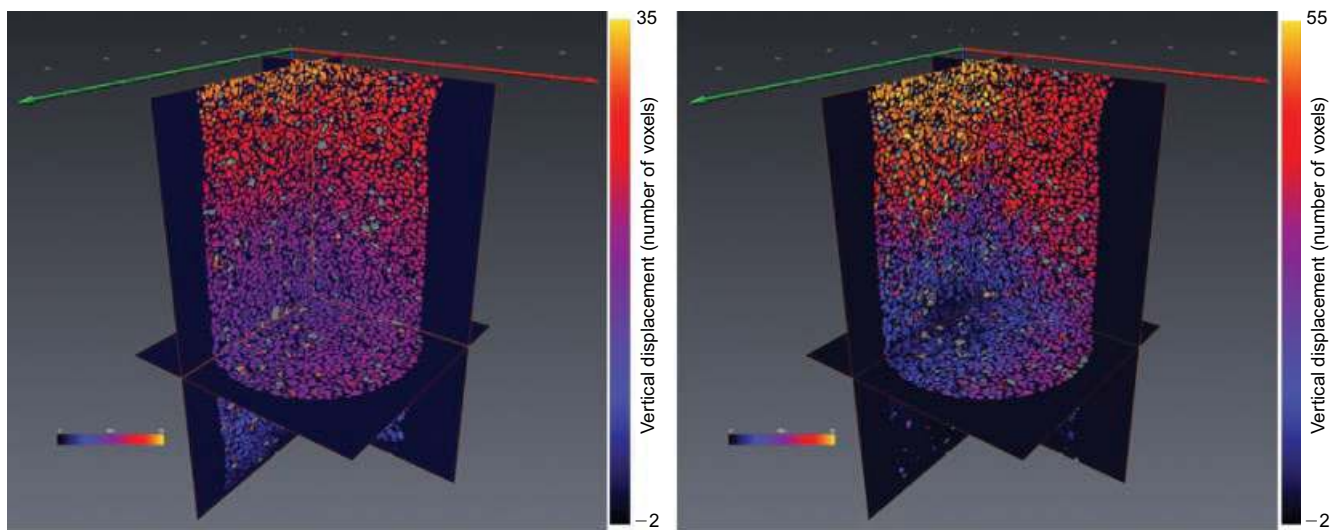 35
Vertical displacement (number of voxels)
−2
55
Vertical displacement (number of voxels)
−2